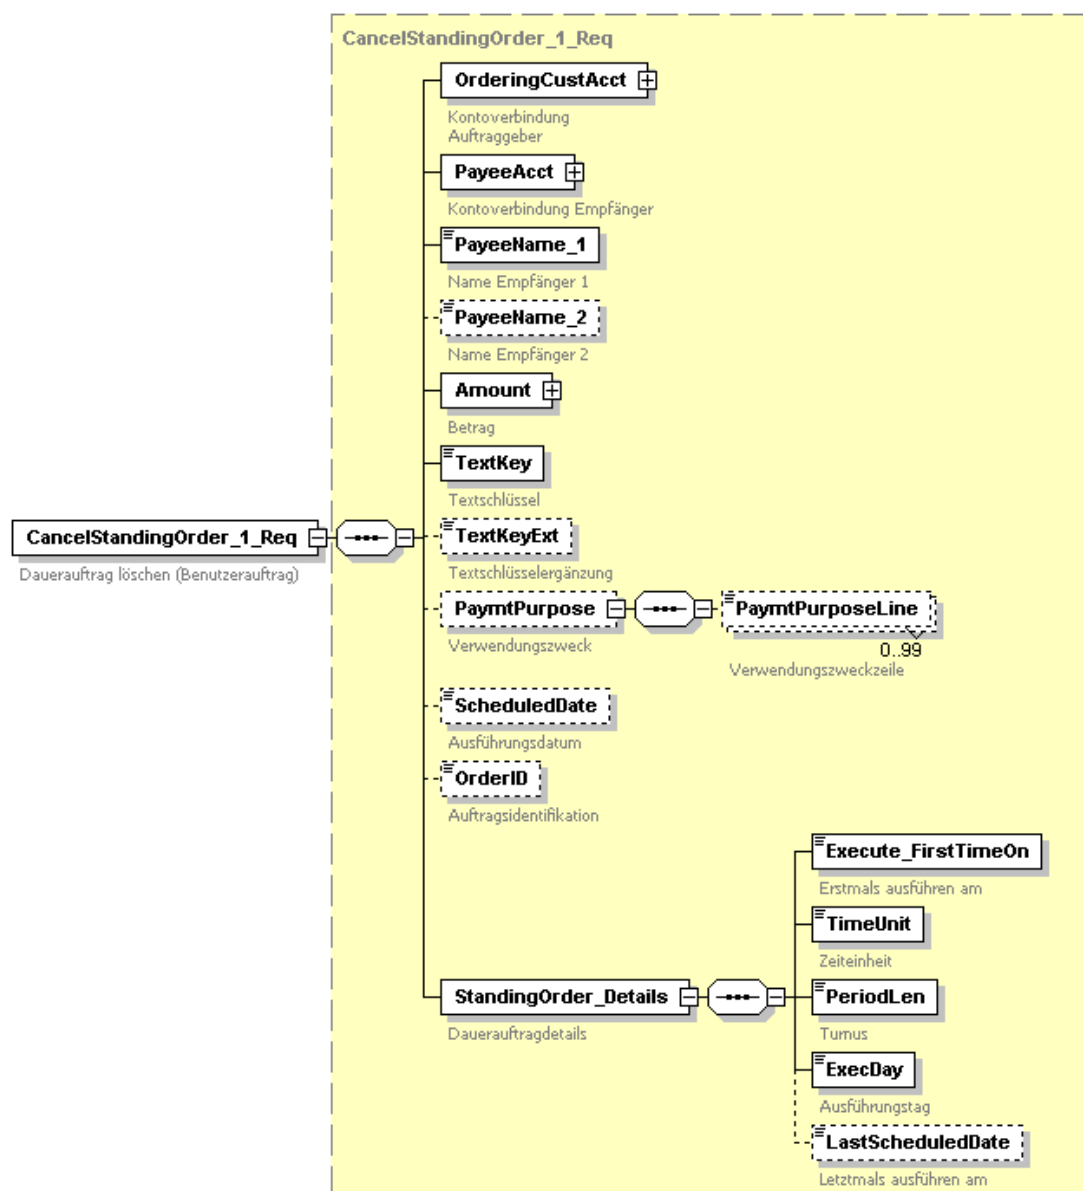 CancelStandingOrder_1_Req
OrderingCustAcct
Kontoverbindung
Auftraggeber
PayeeAcct
Kontoverbindung Empfänger
PayeeName_1
Name Empfänger 1
PayeeName_2
Name Empfänger 2
Amount
Betrag
TextKey
Textschlüssel
CancelStandingOrder_1_Req
Dauerauftrag löschen (Benutzerauftrag)
TextKeyExt
Textschlüsselergänzung
PaymtPurpose
Verwendungszweck
PaymtPurposeLine
0..99
Verwendungszweckzeile
ScheduledDate
Ausführungsdatum
OrderID
Auftragsidentifikation
StandingOrder_Details
Dauerauftragdetails
Execute_FirstTimeOn
Erstmals ausführen am
TimeUnit
Zeiteinheit
PeriodLen
Turnus
ExecDay
Ausführungstag
LastScheduledDate
Letztmals ausführen am